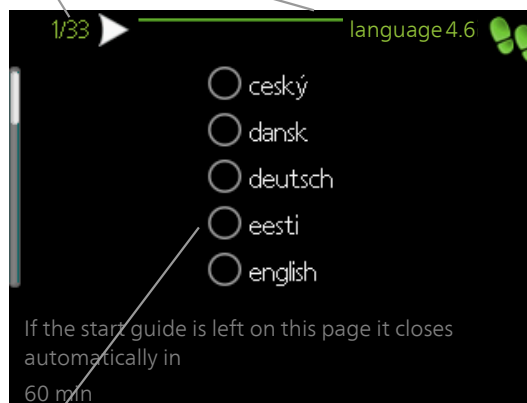 1/33
language 4.6
ceský
dansk
deutsch
eesti
english
If the start guide is left on this page it closes
automatically in
60 min